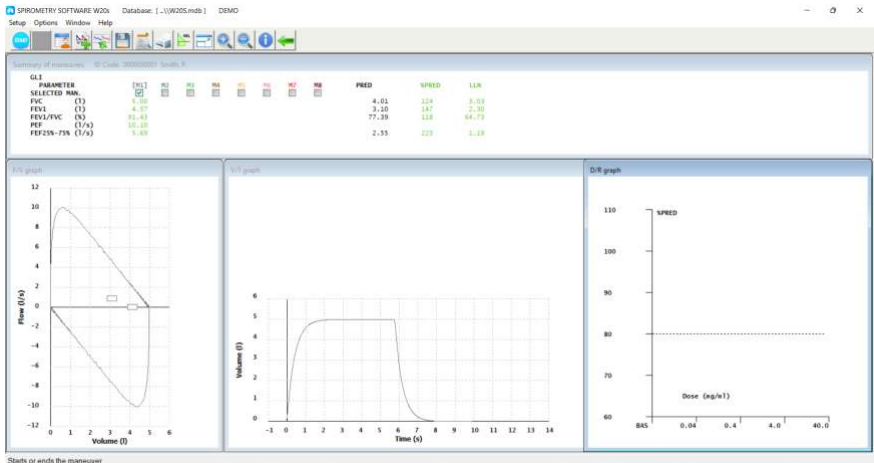 SPIROMETRY SOFTWARE W20s Database: [ ..\\W20S.mdb ] DEMO
Setup Options Window Help
Summary of maneuvers ID Code 000000001 Smith, R.
GLI
PARAMETER [M1] M2 M3 M4 M5 M6 M7 M8 PRED %PRED LLN
SELECTED MAN.
FVC (l) 5.00 4.01 124 3.03
FEV1 (l) 4.57 3.10 147 2.30
FEV1/FVC (%) 91.43 77.39 118 64.73
PEF (l/s) 10.10
FEF25%-75% (l/s) 5.69 2.55 223 1.19
F/V graph
V/T graph
D/R graph
12
10
8
6
4
2
0
-2
-4
-6
-8
-10
-12
Flow (l/s)
0 1 2 3 4 5 6
Volume (l)
6
5
4
3
2
1
0
Volume (l)
-1 0 1 2 3 4 5 6 7 8 9 10 11 12 13 14
Time (s)
110
%PRED
100
90
80
70
Dose (mg/ml)
60
BAS 0.04 0.4 4.0 40.0
Starts or ends the maneuver